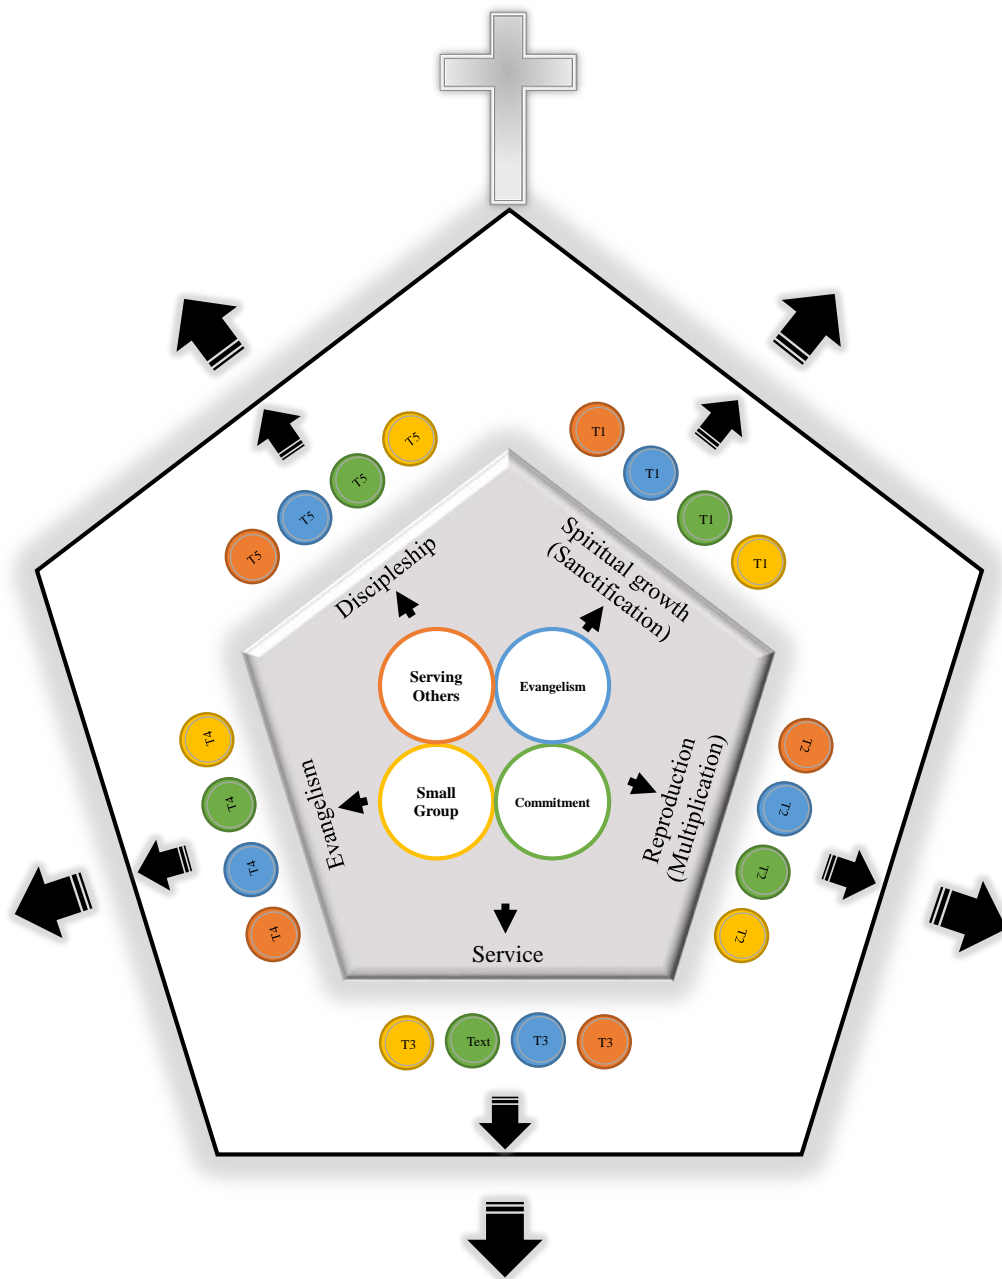 T5
T1
T5
T1
T5
T1
T5
T1
Discipleship
Spiritual growth
(Sanctification)
Serving
Others
Evangelism
Small
Group
Commitment
Evangelism
Reproduction
(Multiplication)
Service
T4
T4
T4
T4
T2
T2
T2
T2
T3
Text
T3
T3